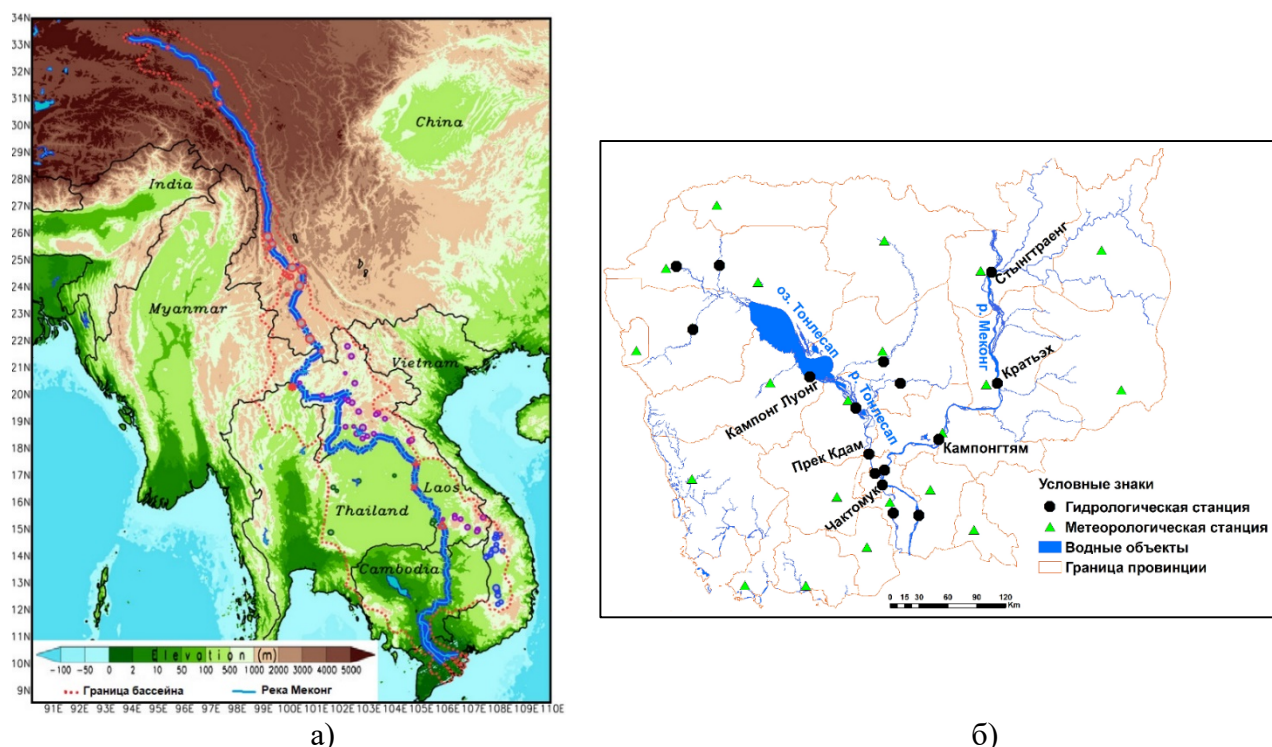 34N
33N
32N
31N
30N
29N
28N
27N
26N
25N
24N
23N
22N
21N
20N
19N
18N
17N
16N
15N
14N
13N
12N
11N
10N
9N
China
India
Myanmar
Vietnam
Laos
Thailand
Cambodia
Elevation (m)
-100 -50 0 2 10 50 100 500 1000 2000 3000 4000 5000
Граница бассейна Река Меконг
91E 92E 93E 94E 95E 96E 97E 98E 99E 100E 101E 102E 103E 104E 105E 106E 107E 108E 109E 110E
а)
Стынгтраенг
оз. Тонлесап
р. Меконг
Кратьэх
р. Тонлесап
Кампонг Луонг
Прек Кдам
Кампонгтям
Чактомук
Условные знаки
Гидрологическая станция
Метеорологическая станция
Водные объекты
Граница провинции
0 15 30 60 90 120
Km
б)